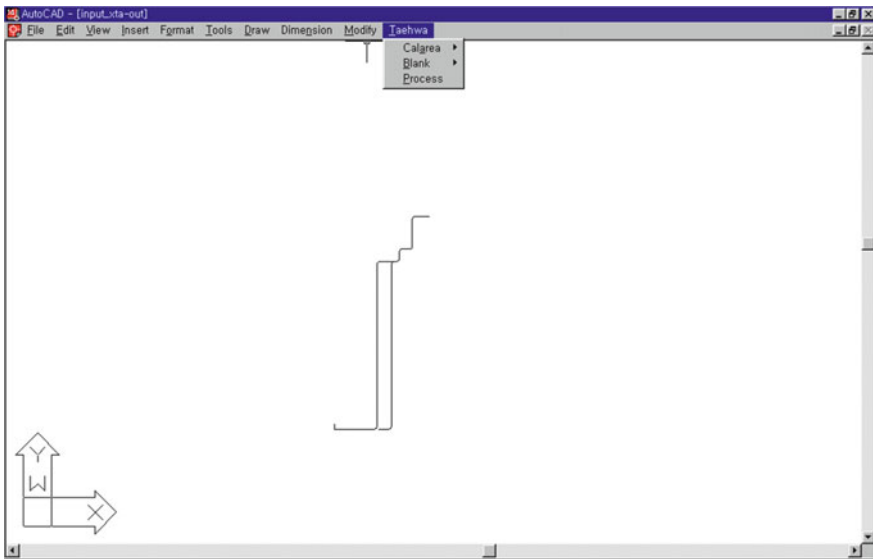 AutoCAD - [input_xta-out]
File Edit View Insert Format Tools Draw Dimension Modify Taehwa
Calarea
Blank
Process
Y
W
X